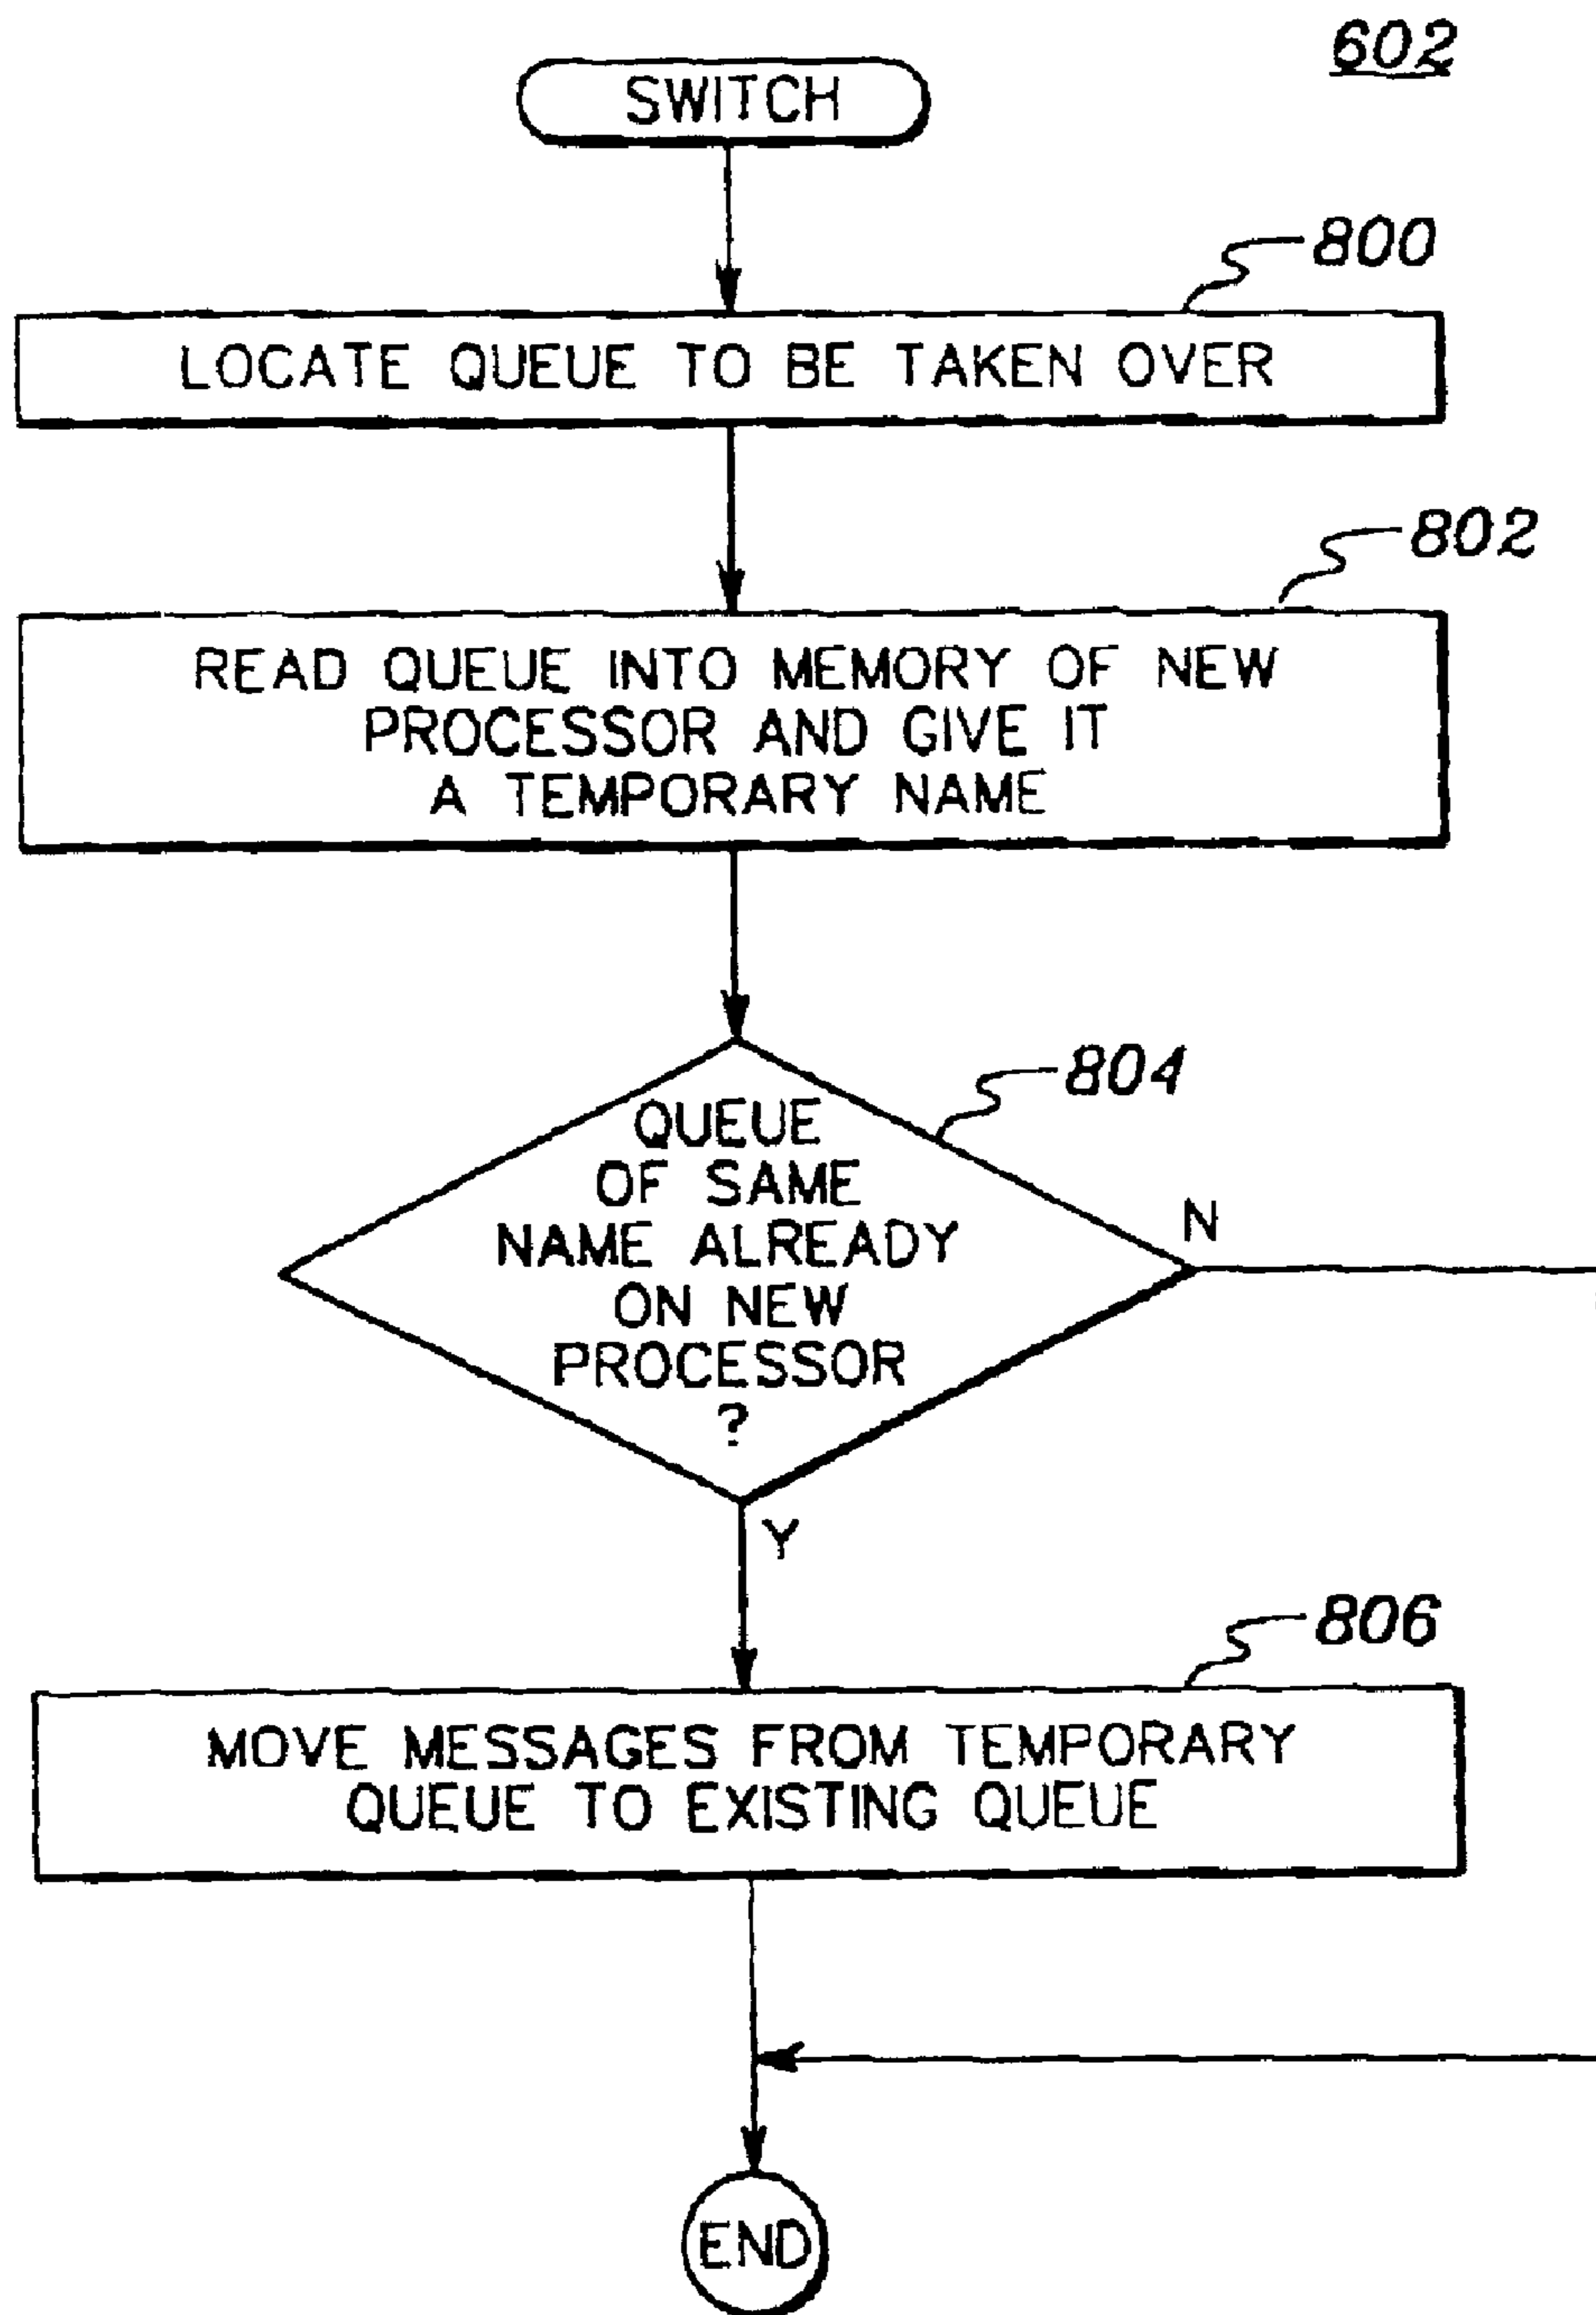 602
SWITCH
800
LOCATE QUEUE TO BE TAKEN OVER
802
READ QUEUE INTO MEMORY OF NEW
PROCESSOR AND GIVE IT
A TEMPORARY NAME
804
QUEUE
OF SAME
NAME ALREADY
ON NEW
PROCESSOR
?
N
Y
806
MOVE MESSAGES FROM TEMPORARY
QUEUE TO EXISTING QUEUE
END